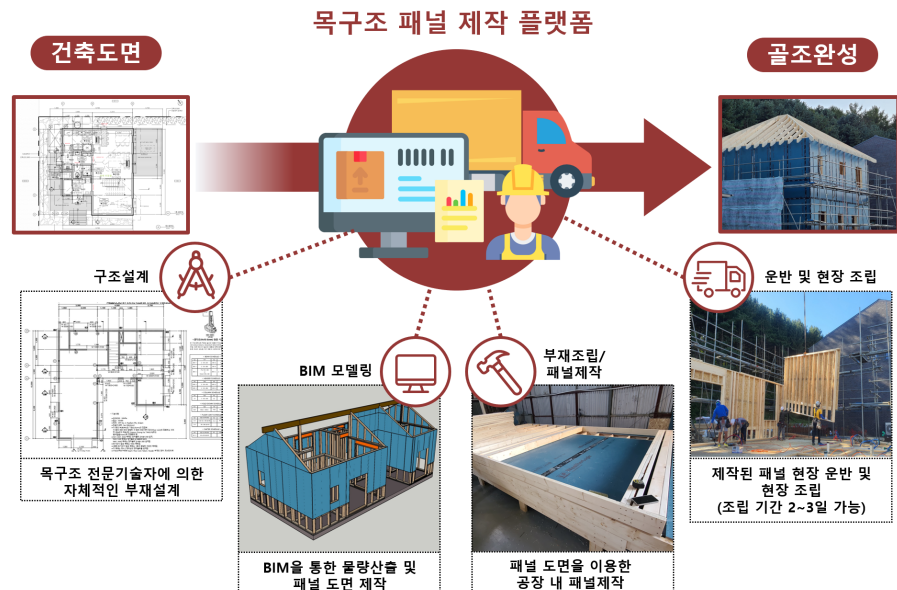 목구조 패널 제작 플랫폼
건축도면
골조완성
구조설계
목구조 전문기술자에 의한
자체적인 부재설계
BIM 모델링
BIM을 통한 물량산출 및
패널 도면 제작
부재조립/
패널제작
패널 도면을 이용한
공장 내 패널제작
운반 및 현장 조립
제작된 패널 현장 운반 및
현장 조립
(조립 기간 2~3일 가능)